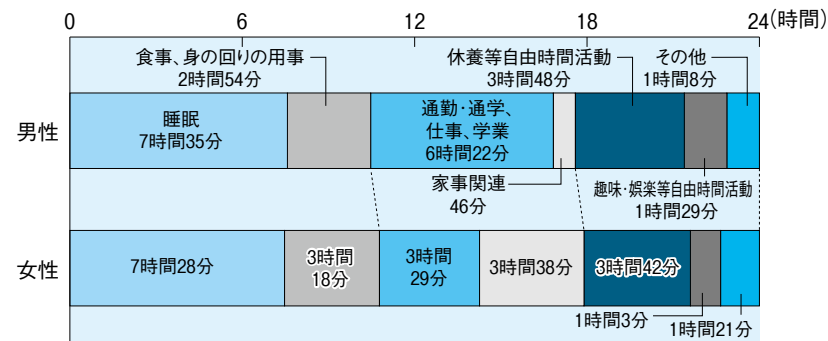 0 6 12 18 24(時間)
食事、身の回りの用事
2時間54分
休養等自由時間活動
3時間48分
その他
1時間8分
男性
睡眠
7時間35分
通勤・通学、
仕事、学業
6時間22分
家事関連
46分
趣味・娯楽等自由時間活動
1時間29分
女性
7時間28分
3時間
18分
3時間
29分
3時間38分
3時間42分
1時間3分
1時間21分